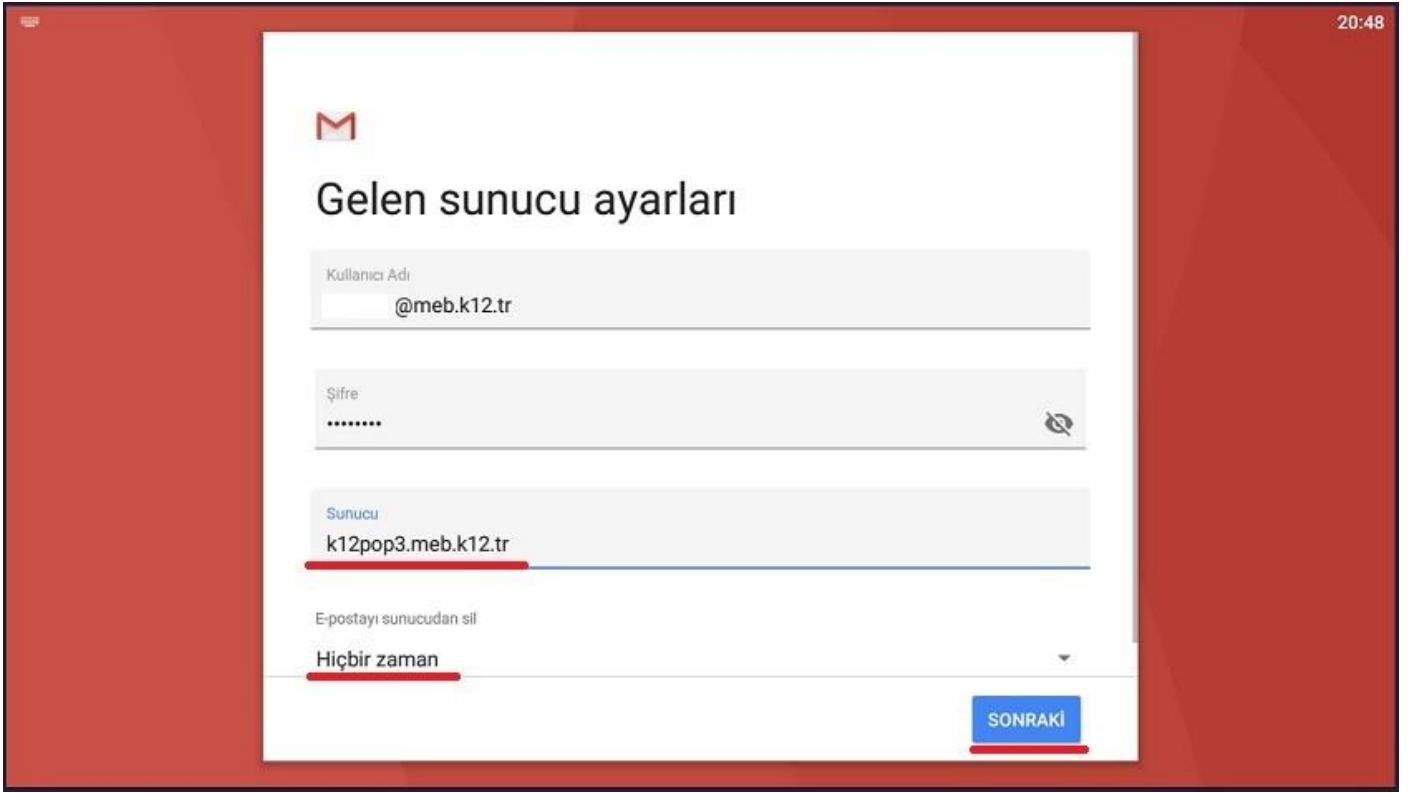 20:48
Gelen sunucu ayarları
Kullanıcı Adı
@meb.k12.tr
Şifre
••••••••
Sunucu
k12pop3.meb.k12.tr
E-postayı sunucudan sil
Hiçbir zaman
SONRAKİ